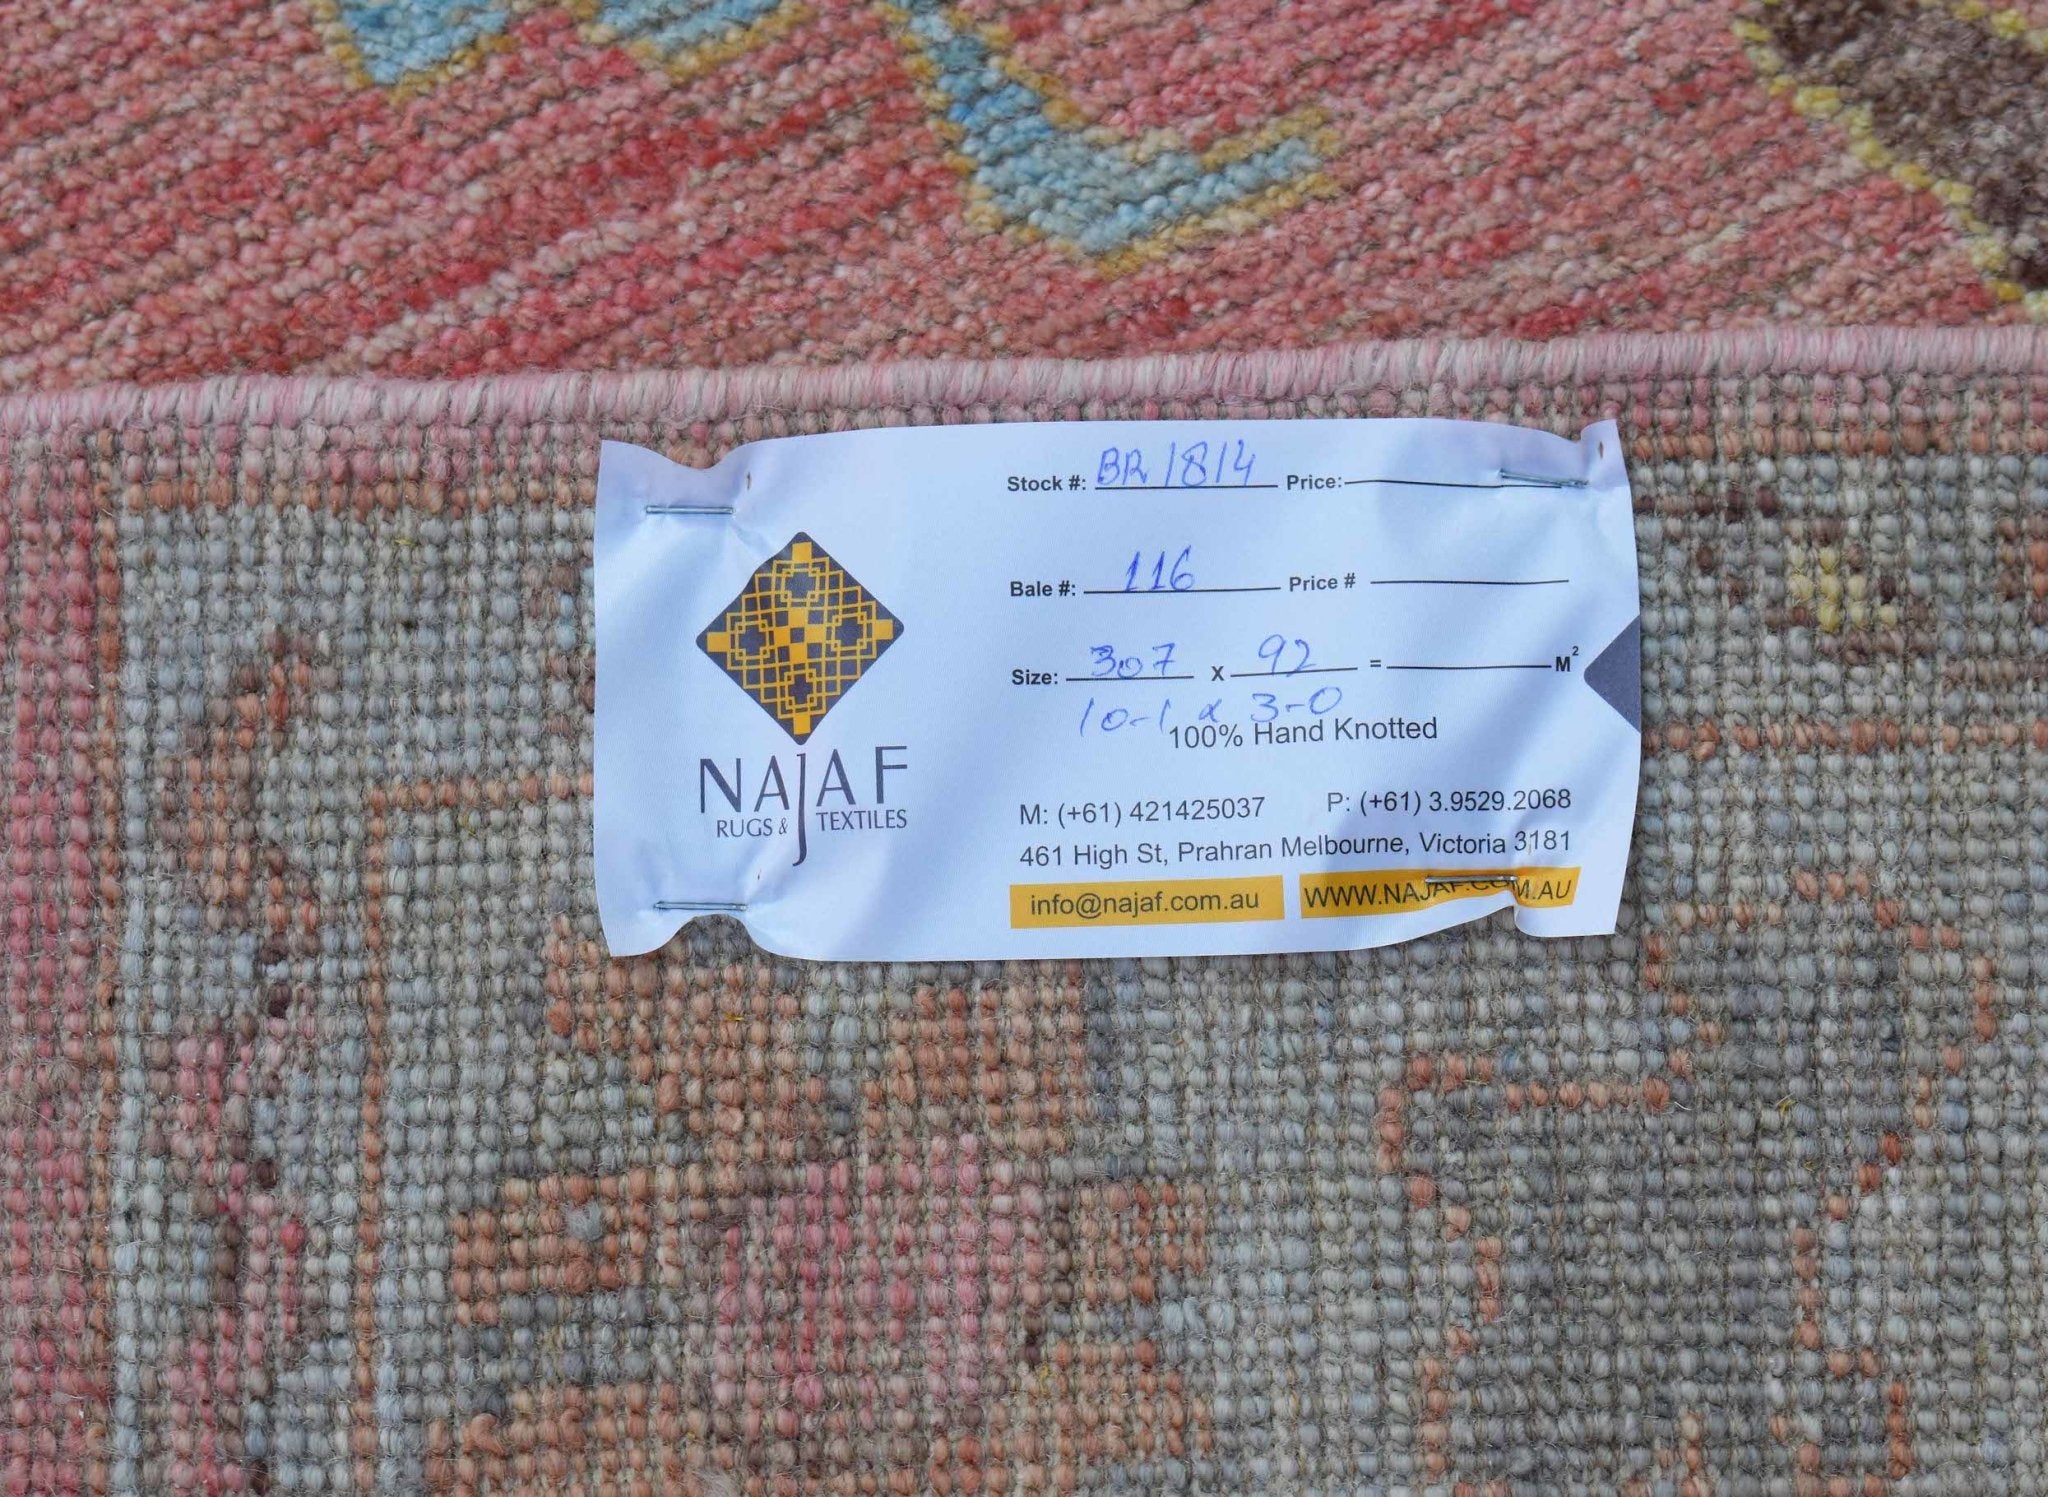 Stock #: BR1814 Price:
Bale #: 116 Price #
Size: 307 x 92 = M²
10-1 x 3-0
100% Hand Knotted
NAJAF
RUGS & TEXTILES
M: (+61) 421425037 P: (+61) 3.9529.2068
461 High St, Prahran Melbourne, Victoria 3181
info@najaf.com.au WWW.NAJAF.COM.AU